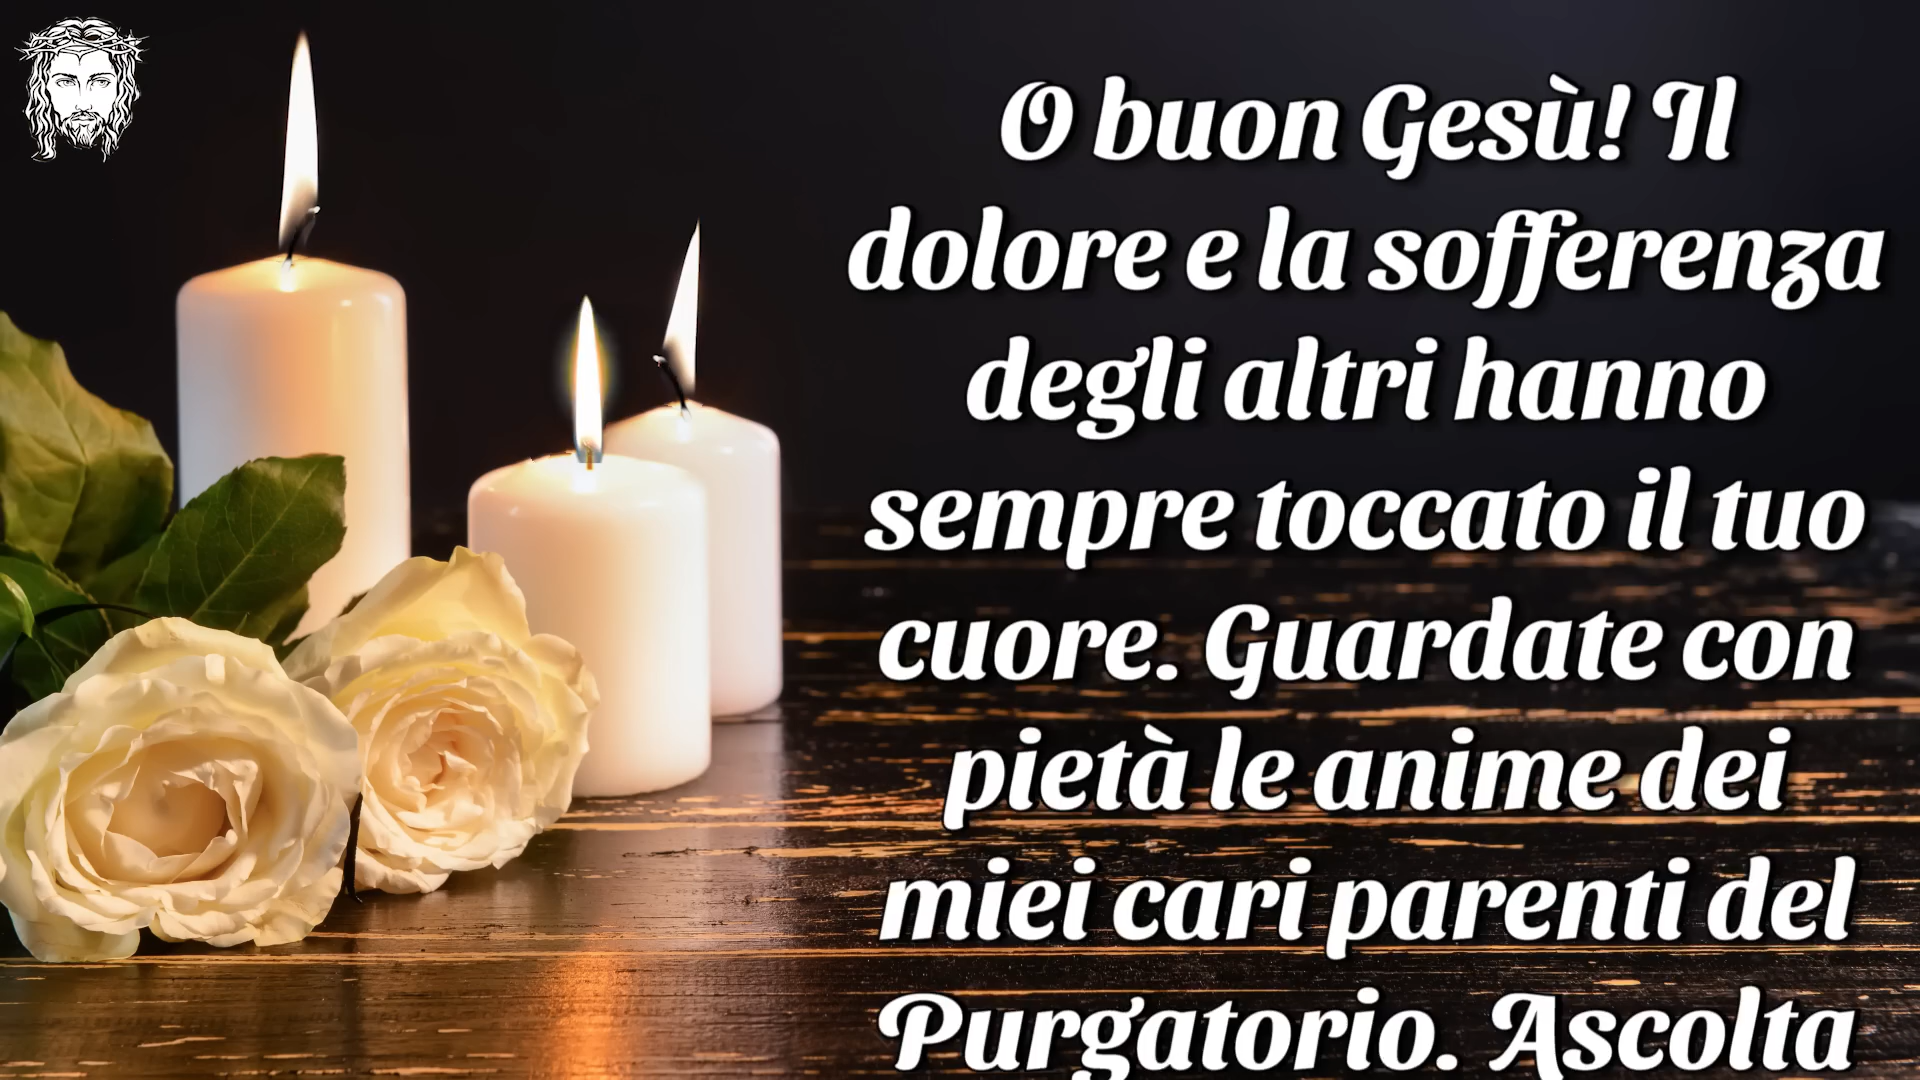 O buon Gesù! Il
dolore e la sofferenza
degli altri hanno
sempre toccato il tuo
cuore. Guardate con
pietà le anime dei
miei cari parenti del
Purgatorio. Ascolta